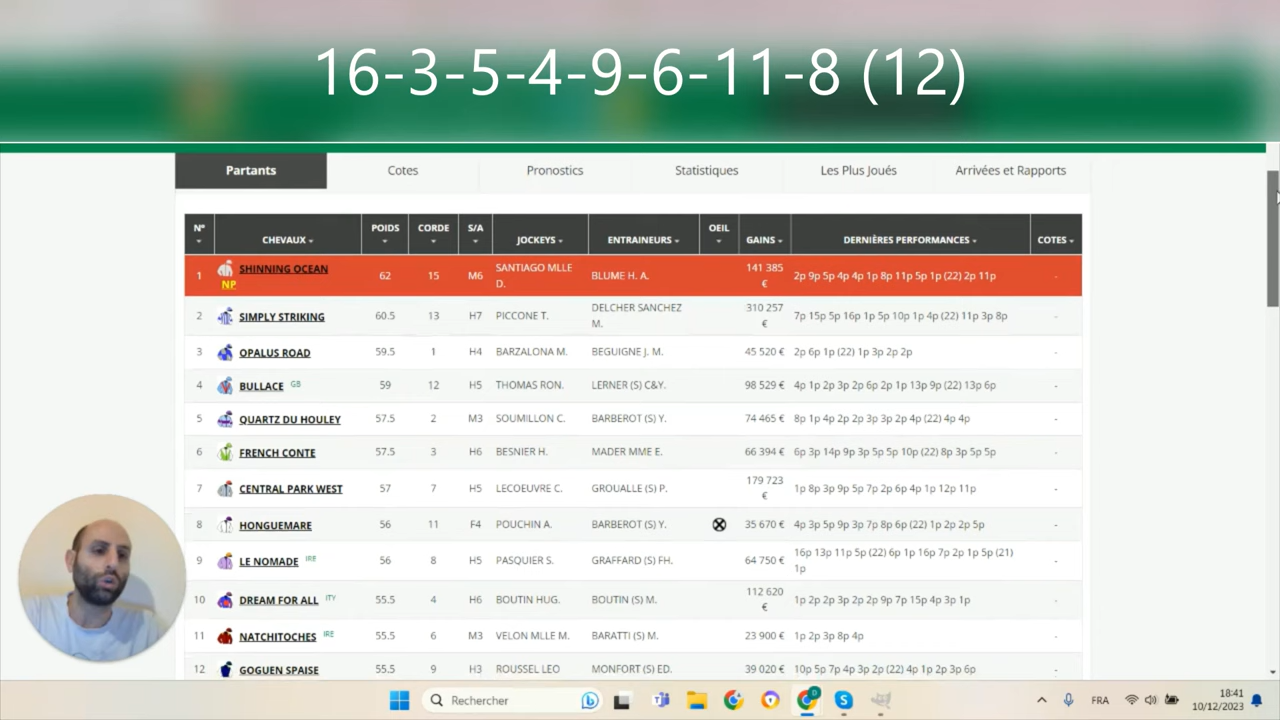 16-3-5-4-9-6-11-8 (12)
Partants Cotes Pronostics Statistiques Les Plus Joués Arrivées et Rapports
N° CHEVAUX POIDS CORDE S/A JOCKEYS ENTRAINEURS OEIL GAINS DERNIÈRES PERFORMANCES COTES
1 SHINNING OCEAN NP 62 15 M6 SANTIAGO MLLE D. BLUME H. A. 141 385 € 2p 9p 5p 4p 4p 1p 8p 11p 5p 1p (22) 2p 11p -
2 SIMPLY STRIKING 60.5 13 H7 PICCONE T. DELCHER SANCHEZ M. 310 257 € 7p 15p 5p 16p 1p 5p 10p 1p 4p (22) 11p 3p 8p -
3 OPALUS ROAD 59.5 1 H4 BARZALONA M. BEGUIGNE J. M. 45 520 € 2p 6p 1p (22) 1p 3p 2p 2p -
4 BULLACE GB 59 12 H5 THOMAS RON. LERNER (S) C&Y. 98 529 € 4p 1p 2p 3p 2p 6p 2p 1p 13p 9p (22) 13p 6p -
5 QUARTZ DU HOULEY 57.5 2 M3 SOUMILLON C. BARBEROT (S) Y. 74 465 € 8p 1p 4p 2p 2p 3p 3p 2p 4p (22) 4p 4p -
6 FRENCH CONTE 57.5 3 H6 BESNIER H. MADER MME E. 66 394 € 6p 3p 14p 9p 3p 5p 5p 10p (22) 8p 3p 5p 5p -
7 CENTRAL PARK WEST 57 7 H5 LECOEUVRE C. GROUALLE (S) P. 179 723 € 1p 8p 3p 9p 5p 7p 2p 6p 4p 1p 12p 11p -
8 HONGUEMARE 56 11 F4 POUCHIN A. BARBEROT (S) Y. 35 670 € 4p 3p 5p 9p 3p 7p 8p 6p (22) 1p 2p 2p 5p -
9 LE NOMADE IRE 56 8 H5 PASQUIER S. GRAFFARD (S) FH. 64 750 € 16p 13p 11p 5p (22) 6p 1p 16p 7p 2p 1p 5p (21) 1p -
10 DREAM FOR ALL ITY 55.5 4 H6 BOUTIN HUG. BOUTIN (S) M. 112 620 € 1p 2p 2p 3p 2p 2p 9p 7p 15p 4p 3p 1p -
11 NATCHITOCHES IRE 55.5 6 M3 VELON MLLE M. BARATTI (S) M. 23 900 € 1p 2p 3p 8p 4p -
12 GOGUEN SPAISE 55.5 9 H3 ROUSSEL LEO MONFORT (S) ED. 39 020 € 10p 5p 7p 4p 3p 2p (22) 4p 1p 2p 3p 6p -
Rechercher FRA 18:41
10/12/2023